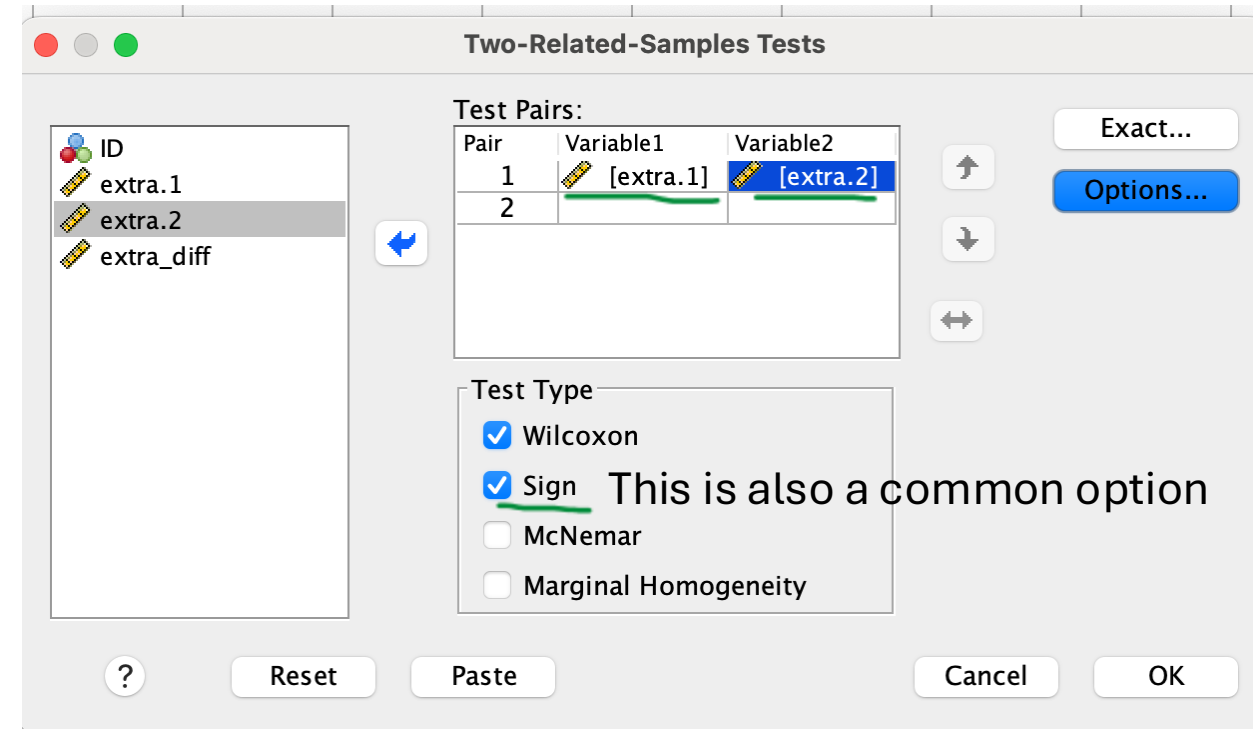 Two-Related-Samples Tests
Test Pairs:
ID
extra.1
extra.2
extra_diff
Pair Variable1 Variable2
1 [extra.1] [extra.2]
2
Exact...
Options...
Test Type
Wilcoxon
Sign This is also a common option
McNemar
Marginal Homogeneity
? Reset Paste Cancel OK